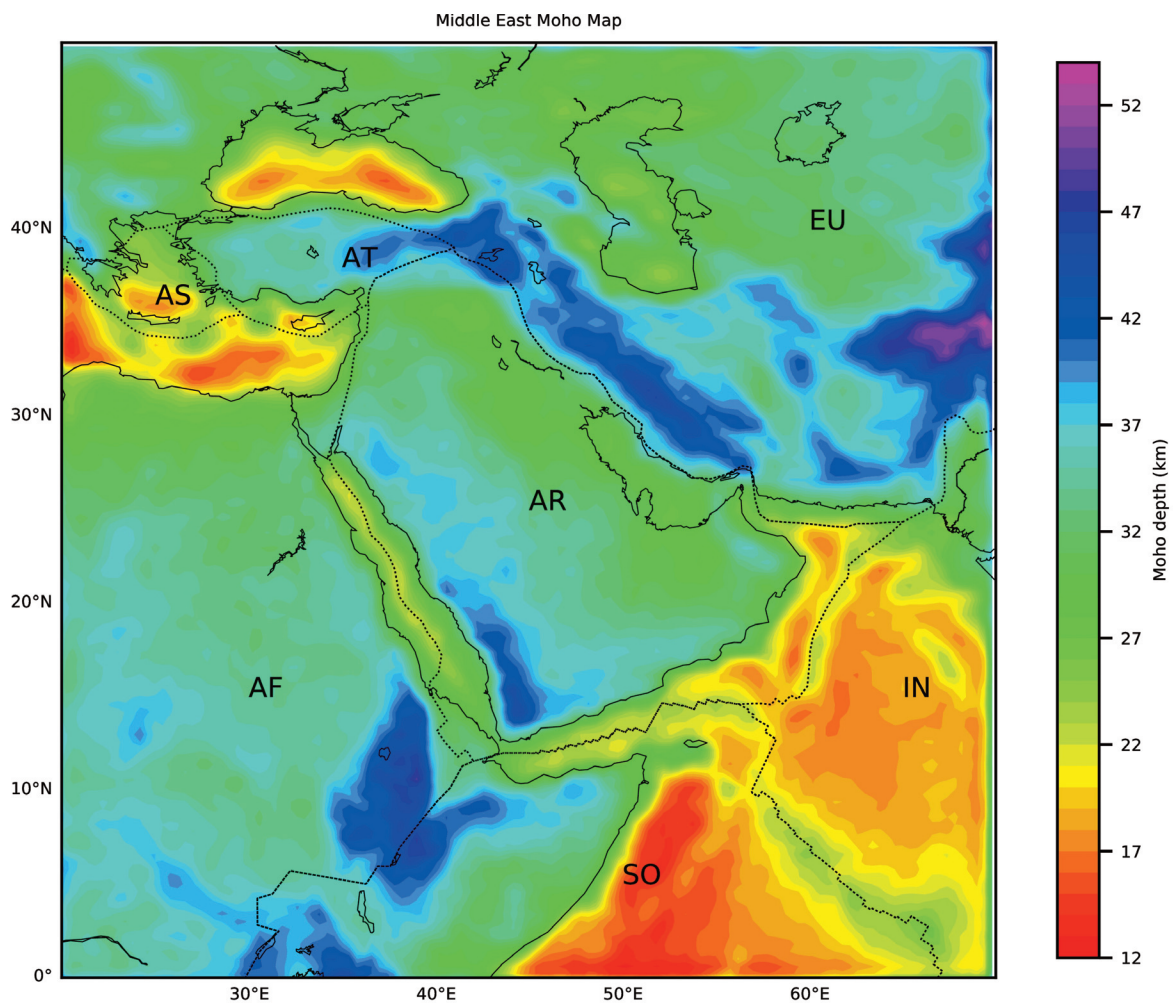 Middle East Moho Map
40°N
30°N
20°N
10°N
0°
30°E
40°E
50°E
60°E
EU
AT
AS
AR
AF
IN
SO
52
47
42
37
32
27
22
17
12
Moho depth (km)